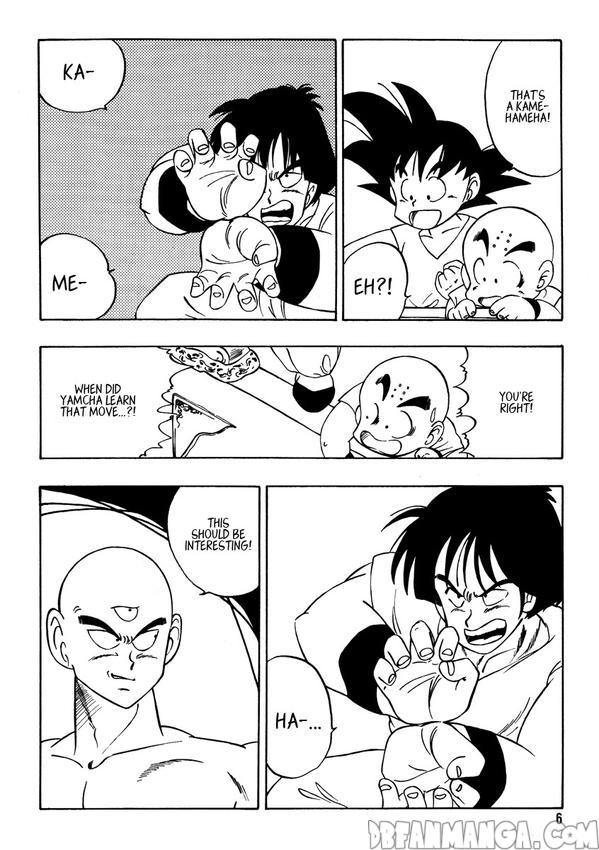 THAT'S
A KAME-
HAMEHA!
EH?!
KA-
ME-
YOU'RE
RIGHT!
WHEN DID
YAMCHA LEARN
THAT MOVE...?!
HA-...
THIS
SHOULD BE
INTERESTING!
6
DBFANMANGA.COM